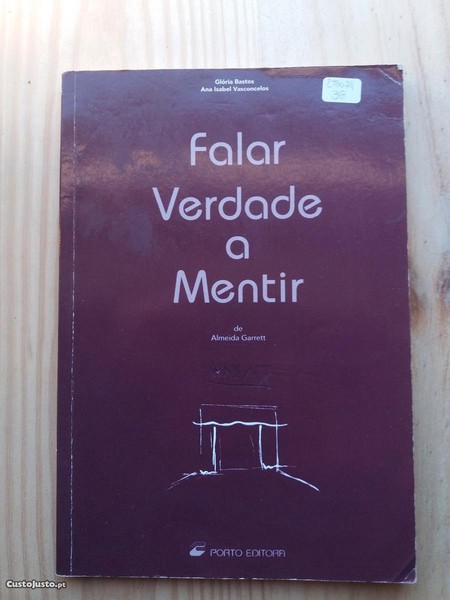 Glória Bastos
Ana Isabel Vasconcelos
Falar
Verdade
a
Mentir
de
Almeida Garrett
PORTO EDITORA
CustoJusto.pt